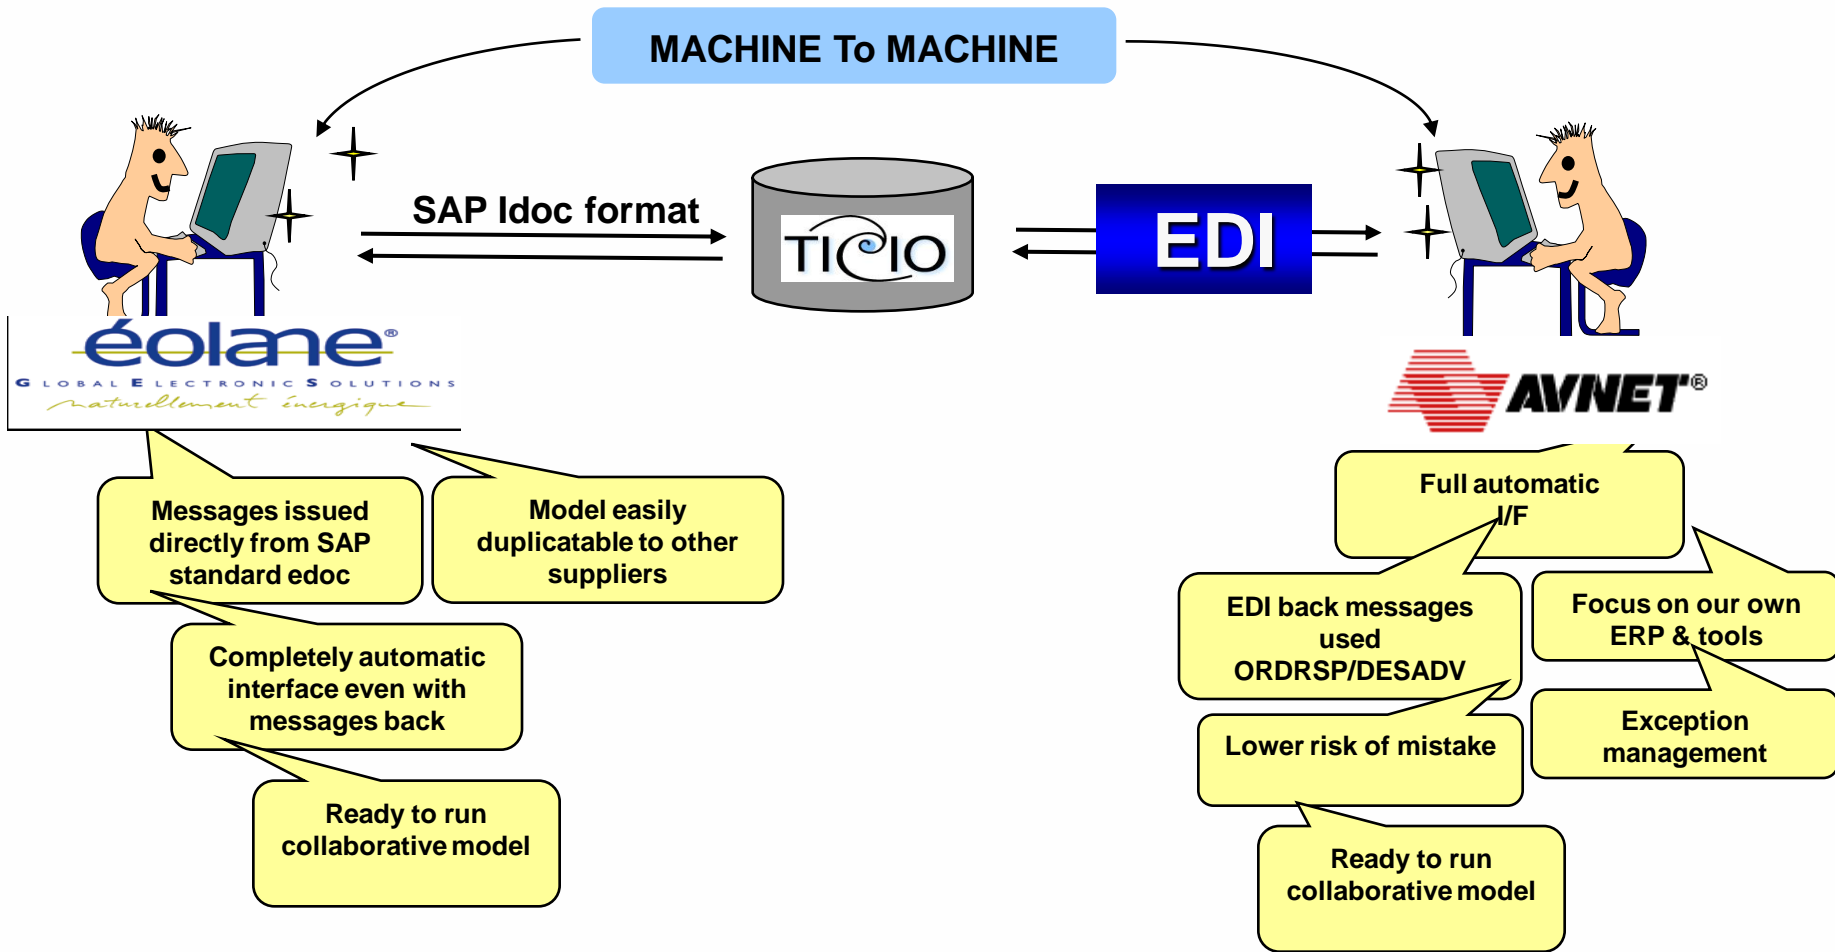 MACHINE To MACHINE
SAP Idoc format
TICIO
EDI
éolane®
GLOBAL ELECTRONIC SOLUTIONS
naturellement énergique
AVNET®
Messages issued
directly from SAP
standard edoc
Model easily
duplicatable to other
suppliers
Completely automatic
interface even with
messages back
Ready to run
collaborative model
Full automatic
I/F
EDI back messages
used
ORDRSP/DESADV
Focus on our own
ERP & tools
Lower risk of mistake
Exception
management
Ready to run
collaborative model